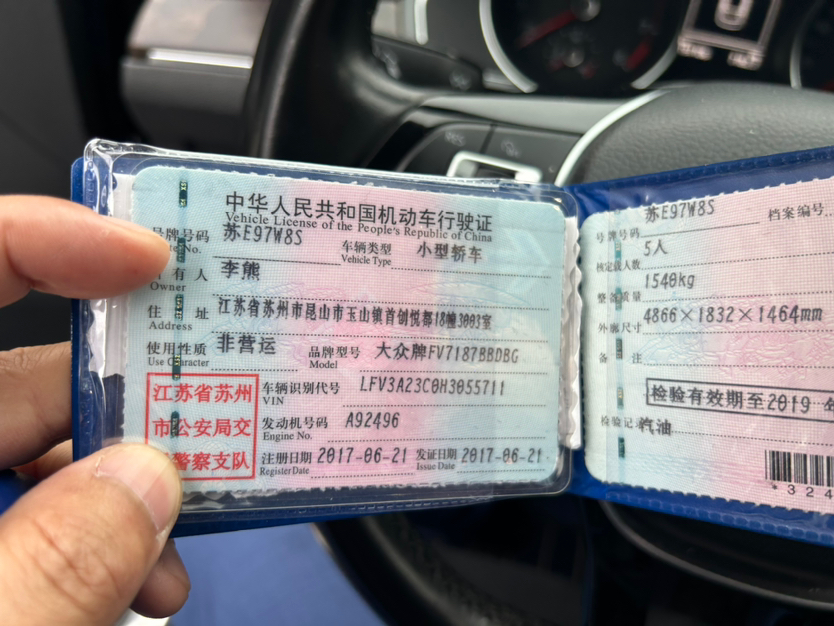 中华人民共和国机动车行驶证
Vehicle License of the People's Republic of China
号牌号码 苏E97W8S 车辆类型 小型轿车
No. Vehicle Type
有人 李熊
Owner
住 址 江苏省苏州市昆山市玉山镇首创悦都18幢3003室
Address
使用性质 非营运 品牌型号 大众牌FV7187BBDBG
Use Character Model
江苏省苏州 车辆识别代号 LFV3A23C0H3055711
VIN
市公安局交 发动机号码 A92496
Engine No.
警察支队 注册日期 2017-06-21 发证日期 2017-06-21
Register Date Issue Date
号牌号码 苏E97W8S 档案编号
核定载人数 5人
整备质量 1540kg
外廓尺寸 4866×1832×1464mm
备 注
检验有效期至2019 年
检验记 汽油
*324